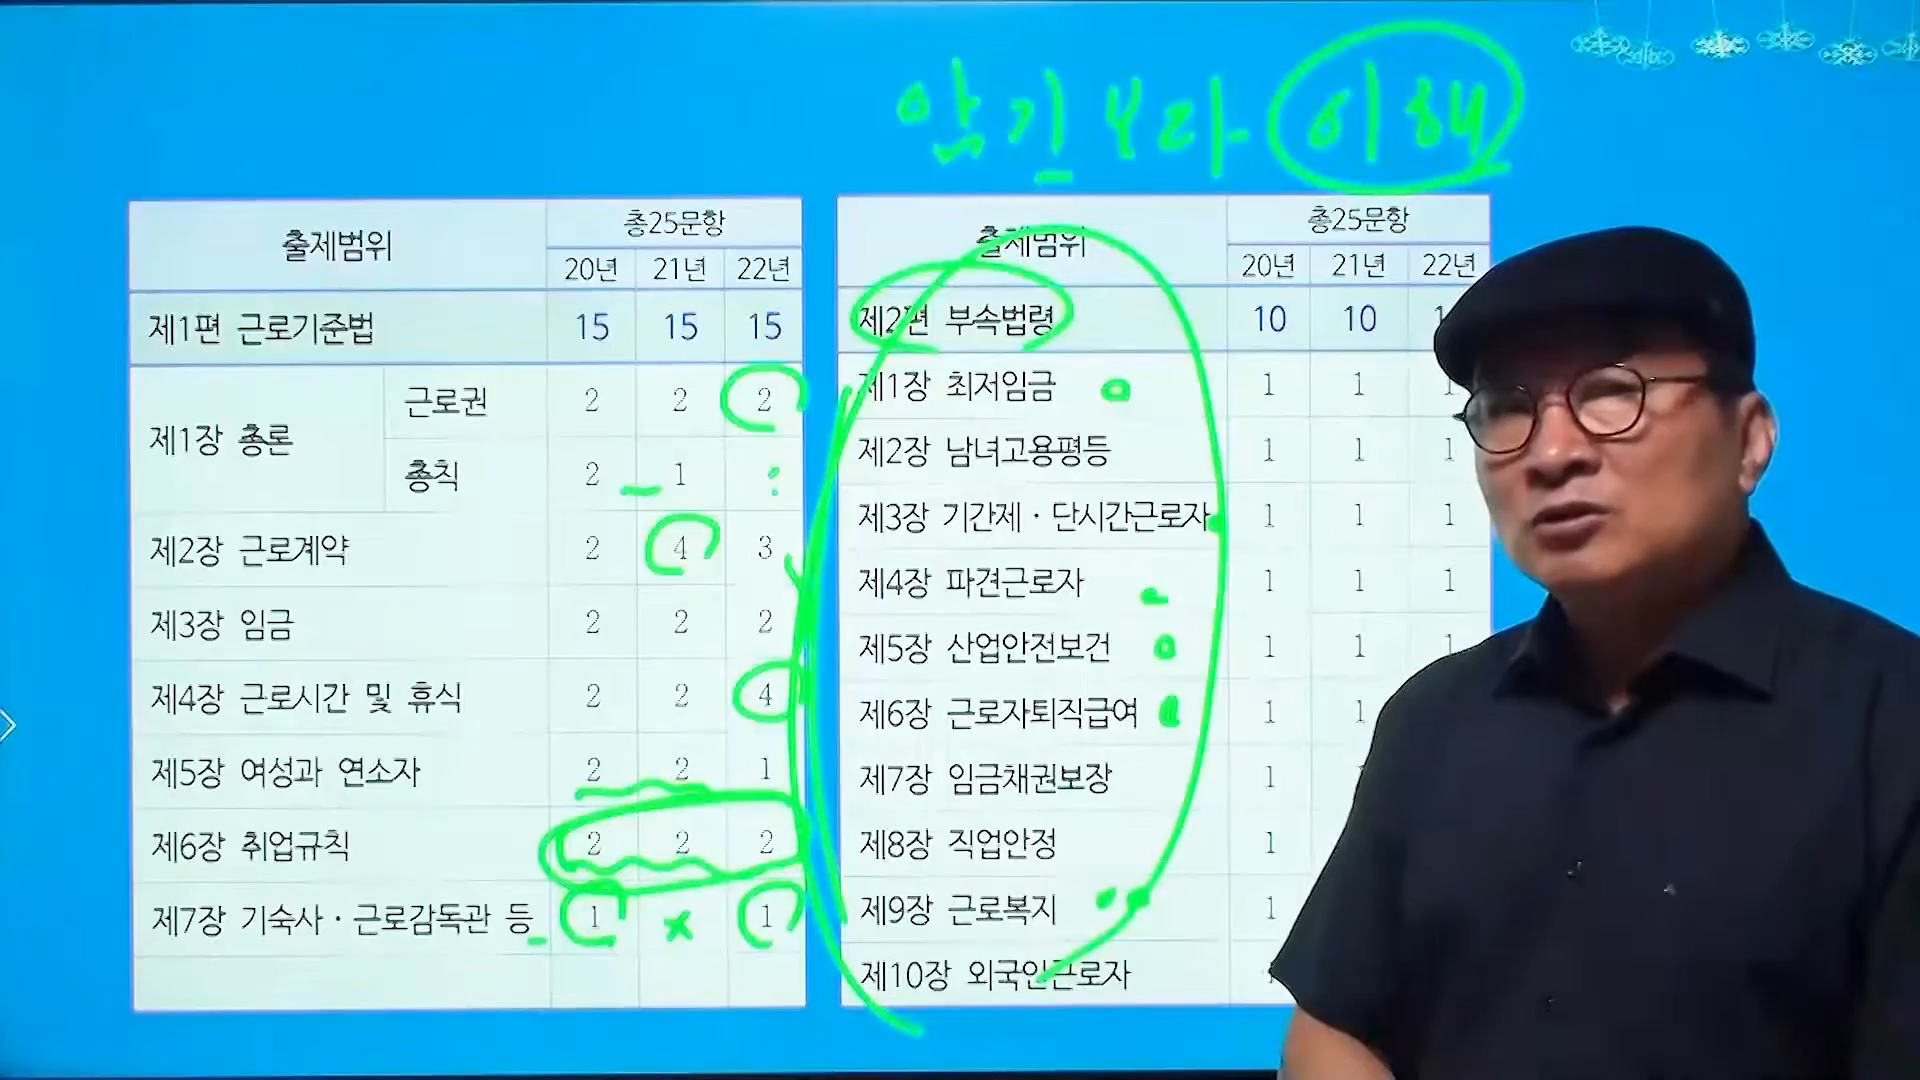 암기보다 이해
출제범위 총25문항
20년 21년 22년
제1편 근로기준법 15 15 15
제1장 총론 근로권 2 2 2
총칙 2 1
제2장 근로계약 2 4 3
제3장 임금 2 2 2
제4장 근로시간 및 휴식 2 2 4
제5장 여성과 연소자 2 2 1
제6장 취업규칙 2 2 2
제7장 기숙사 · 근로감독관 등 1 x 1
출제범위 총25문항
20년 21년 22년
제2편 부속법령 10 10
제1장 최저임금 1 1 1
제2장 남녀고용평등 1 1 1
제3장 기간제 · 단시간근로자 1 1 1
제4장 파견근로자 1 1 1
제5장 산업안전보건 1 1 1
제6장 근로자퇴직급여 1 1
제7장 임금채권보장 1
제8장 직업안정 1
제9장 근로복지 1
제10장 외국인근로자